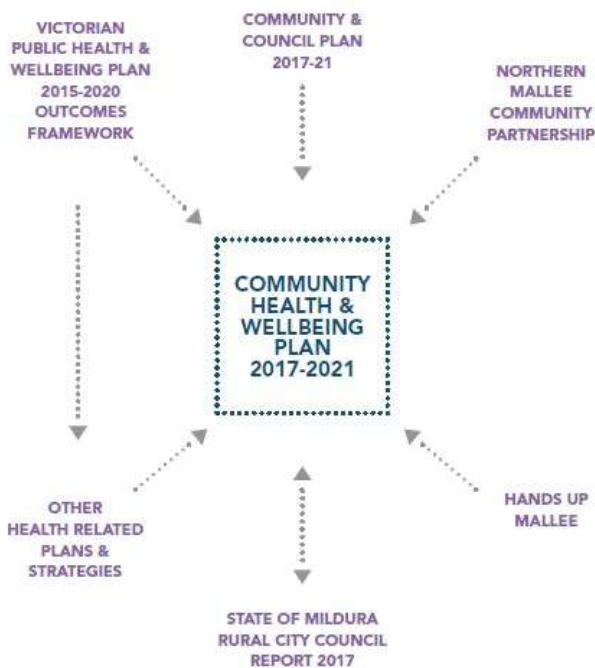 VICTORIAN
PUBLIC HEALTH &
WELLBEING PLAN
2015-2020
OUTCOMES
FRAMEWORK
COMMUNITY &
COUNCIL PLAN
2017-21
NORTHERN
MALLEE
COMMUNITY
PARTNERSHIP
COMMUNITY
HEALTH &
WELLBEING
PLAN
2017-2021
OTHER
HEALTH RELATED
PLANS &
STRATEGIES
HANDS UP
MALLEE
STATE OF MILDURA
RURAL CITY COUNCIL
REPORT 2017